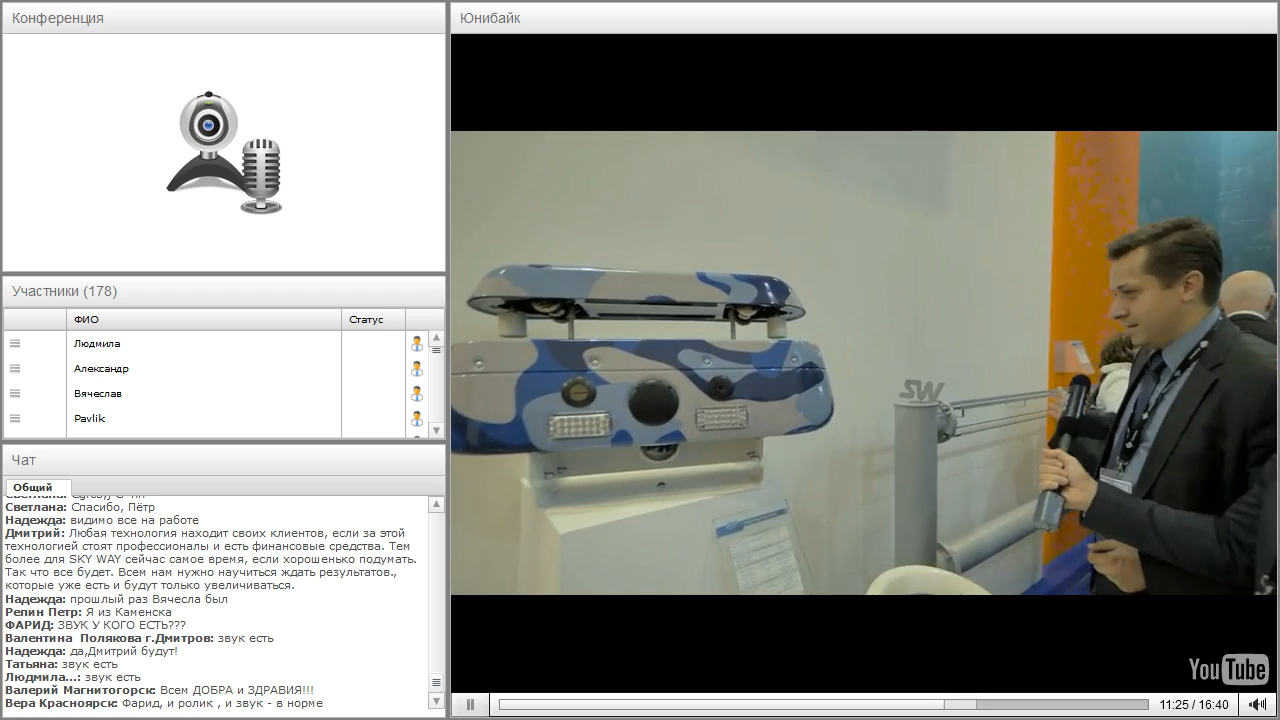 Конференция
Юнибайк
Участники (178)
ФИО
Статус
Людмила
Александр
Вячеслав
Pavlik
Чат
Общий
Светлана:
Светлана: Спасибо, Пётр
Надежда: видимо все на работе
Дмитрий: Любая технология находит своих клиентов, если за этой
технологией стоят профессионалы и есть финансовые средства. Тем
более для SKY WAY сейчас самое время, если хорошенько подумать.
Так что все будет. Всем нам нужно научиться ждать результатов.,
которые уже есть и будут только увеличиваться.
Надежда: прошлый раз Вячесла был
Репин Петр: Я из Каменска
ФАРИД: ЗВУК У КОГО ЕСТЬ???
Валентина Полякова г.Дмитров: звук есть
Надежда: да,Дмитрий будут!
Татьяна: звук есть
Людмила...: звук есть
Валерий Магнитогорск: Всем ДОБРА и ЗДРАВИЯ!!!
Вера Красноярск: Фарид, и ролик , и звук - в норме
SW
YouTube
11:25 / 16:40